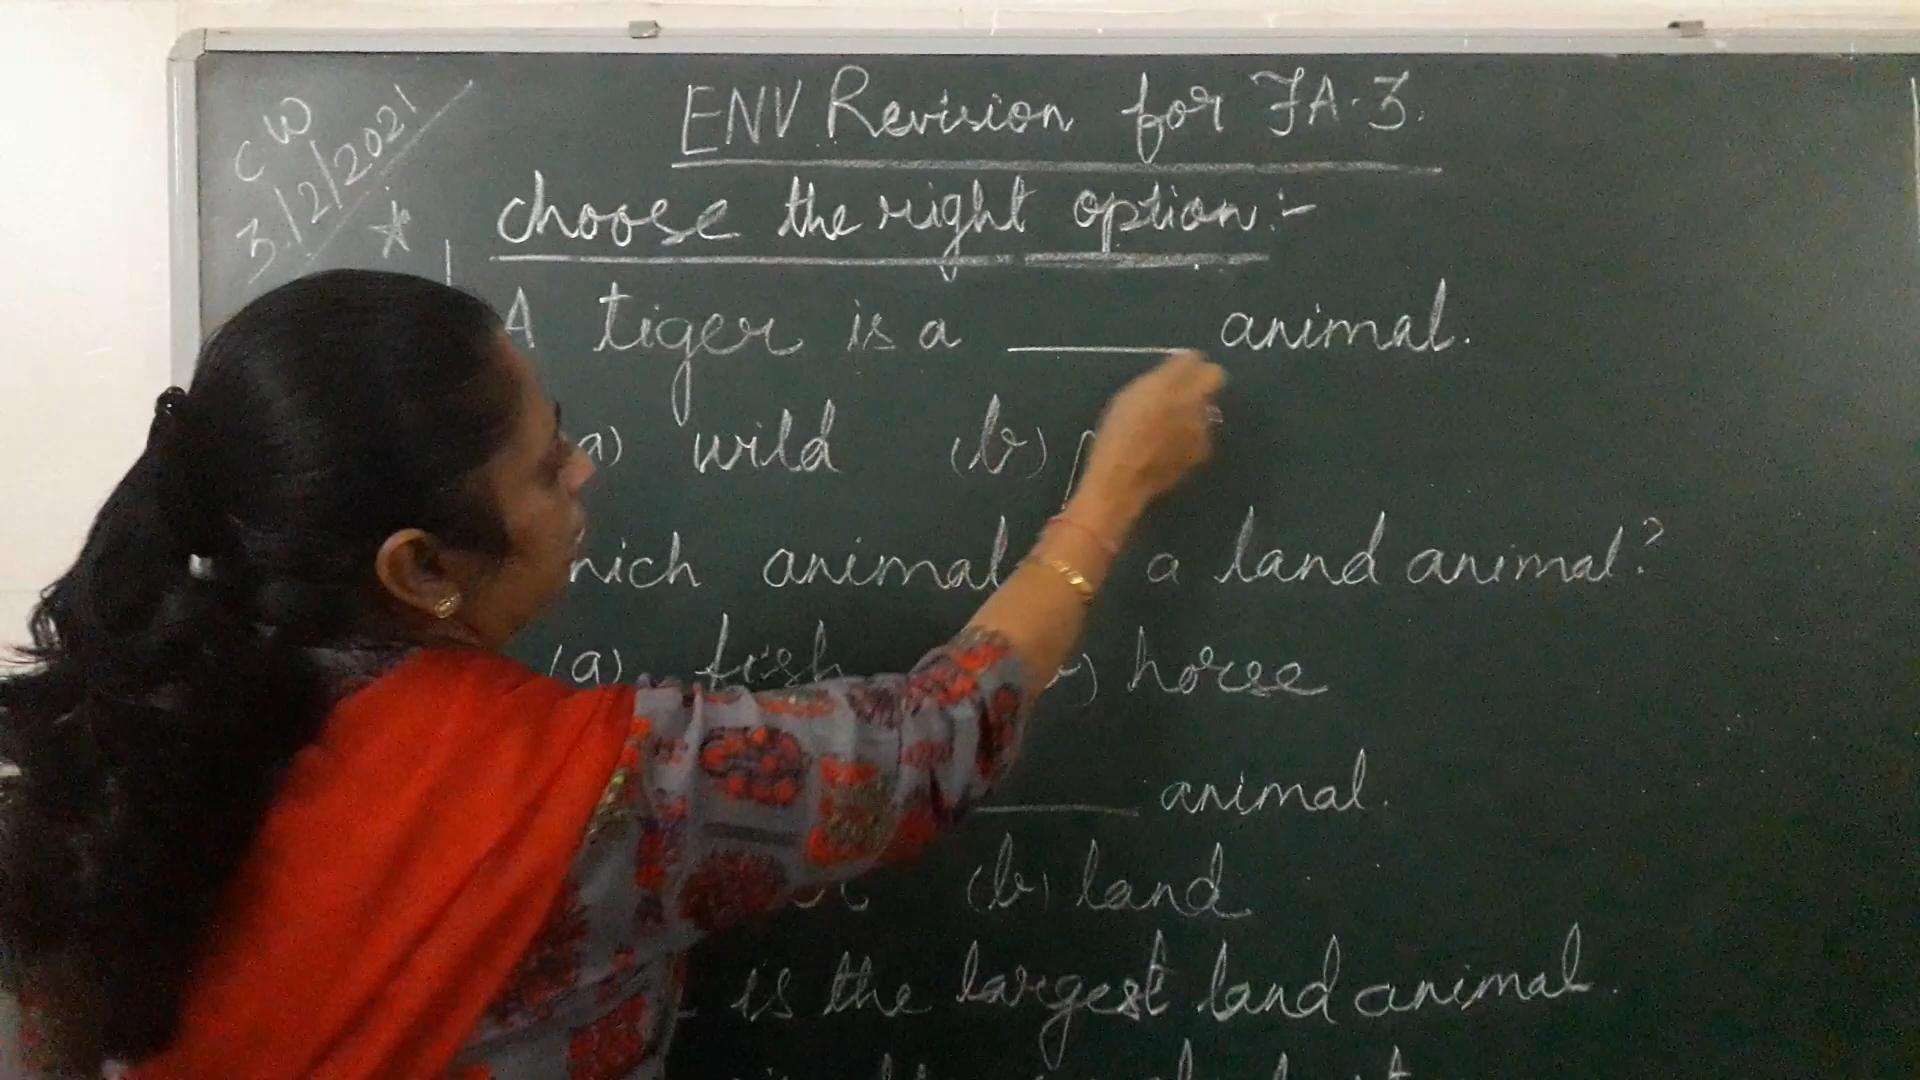 CW
3/2/2021
ENV Revision for FA-3.
choose the right option:-
A tiger is a ______ animal.
a) wild (b)
animal a land animal?
(a) fish horse
______ animal.
(b) land
is the largest land animal.